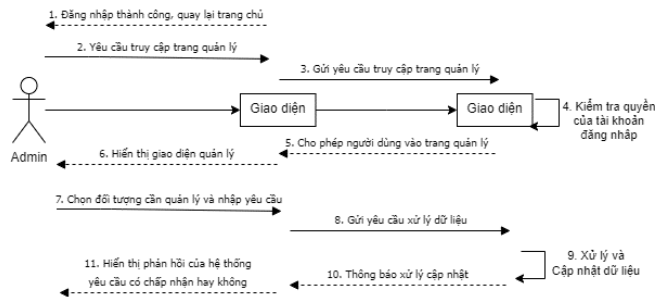 1. Đăng nhập thành công, quay lại trang chủ
2. Yêu cầu truy cập trang quản lý
3. Gửi yêu cầu truy cập trang quản lý
Giao diện
Giao diện
4. Kiểm tra quyền
của tài khoản
đăng nhâp
Admin
5. Cho phép người dùng vào trang quản lý
6. Hiển thị giao diện quản lý
7. Chọn đối tượng cần quản lý và nhập yêu cầu
8. Gửi yêu cầu xử lý dữ liệu
9. Xử lý và
Cập nhật dữ liệu
10. Thông báo xử lý cập nhật
11. Hiển thị phản hồi của hệ thống
yêu cầu có chấp nhận hay không